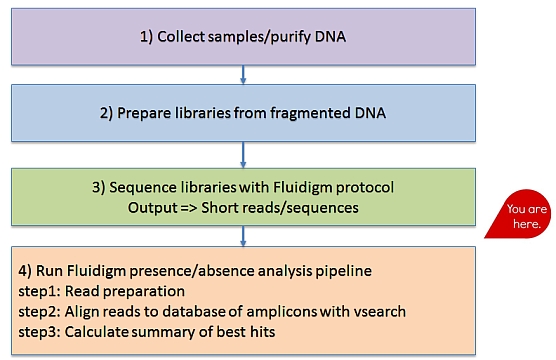 1) Collect samples/purify DNA
2) Prepare libraries from fragmented DNA
3) Sequence libraries with Fluidigm protocol
Output => Short reads/sequences
You are
here.
4) Run Fluidigm presence/absence analysis pipeline
step1: Read preparation
step2: Align reads to database of amplicons with vsearch
step3: Calculate summary of best hits